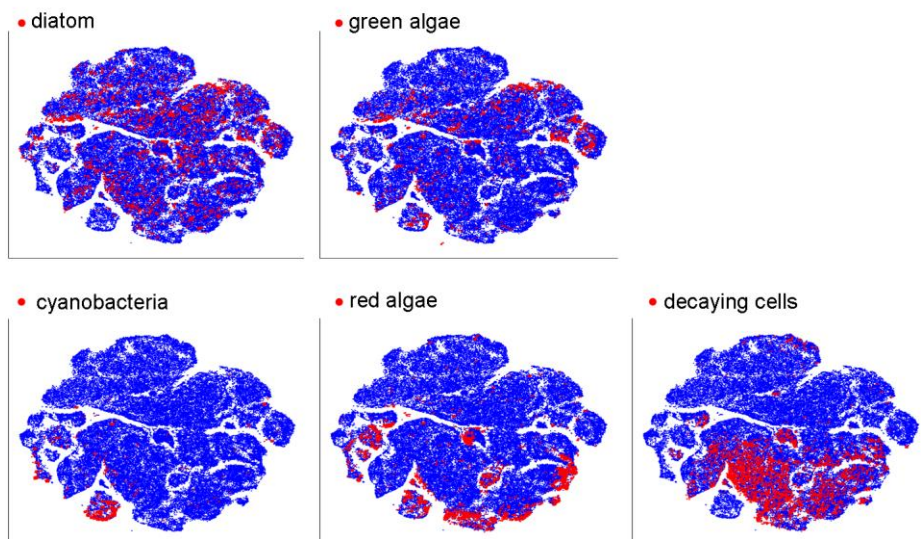 diatom
green algae
cyanobacteria
red algae
decaying cells